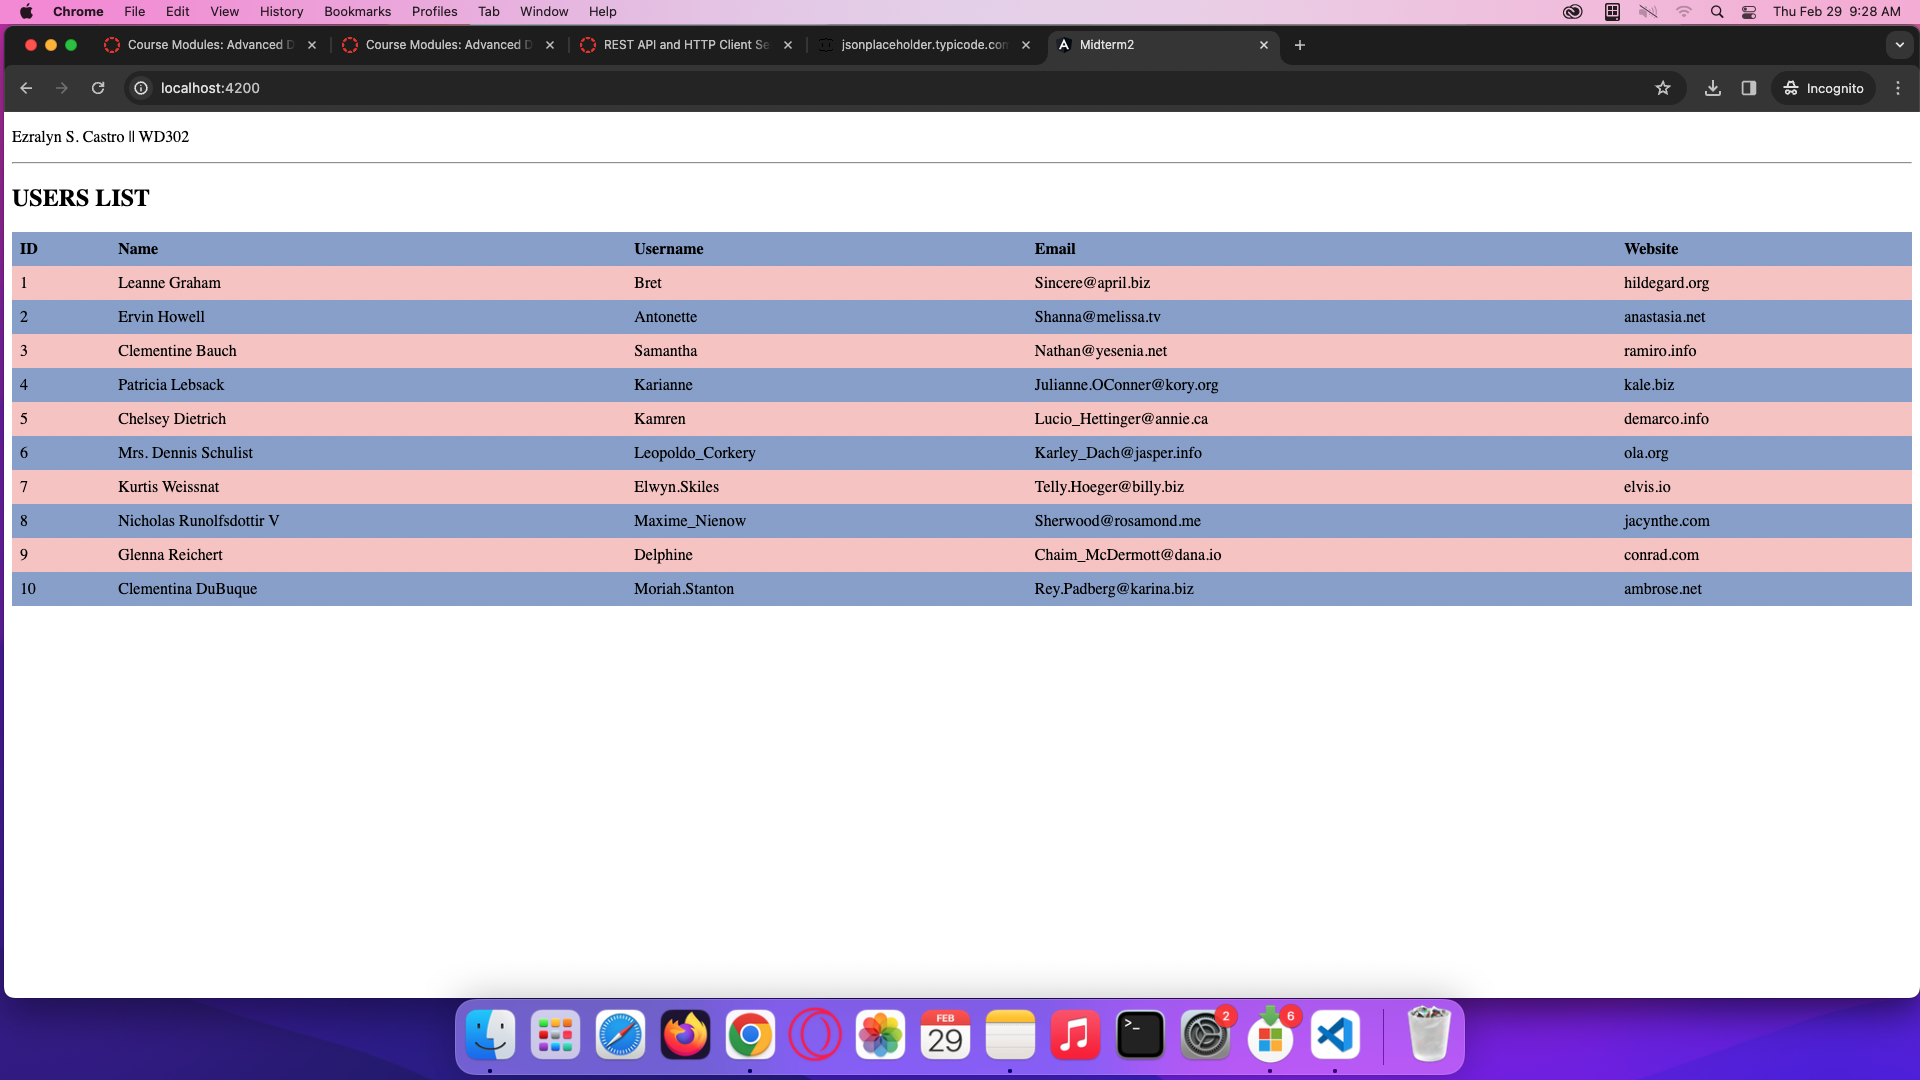 Chrome File Edit View History Bookmarks Profiles Tab Window Help Thu Feb 29 9:28 AM
Course Modules: Advanced D Course Modules: Advanced D REST API and HTTP Client Se jsonplaceholder.typicode.con Midterm2
localhost:4200 Incognito
Ezralyn S. Castro || WD302
USERS LIST
ID Name Username Email Website
1 Leanne Graham Bret Sincere@april.biz hildegard.org
2 Ervin Howell Antonette Shanna@melissa.tv anastasia.net
3 Clementine Bauch Samantha Nathan@yesenia.net ramiro.info
4 Patricia Lebsack Karianne Julianne.OConner@kory.org kale.biz
5 Chelsey Dietrich Kamren Lucio_Hettinger@annie.ca demarco.info
6 Mrs. Dennis Schulist Leopoldo_Corkery Karley_Dach@jasper.info ola.org
7 Kurtis Weissnat Elwyn.Skiles Telly.Hoeger@billy.biz elvis.io
8 Nicholas Runolfsdottir V Maxime_Nienow Sherwood@rosamond.me jacynthe.com
9 Glenna Reichert Delphine Chaim_McDermott@dana.io conrad.com
10 Clementina DuBuque Moriah.Stanton Rey.Padberg@karina.biz ambrose.net
FEB 2 6
29